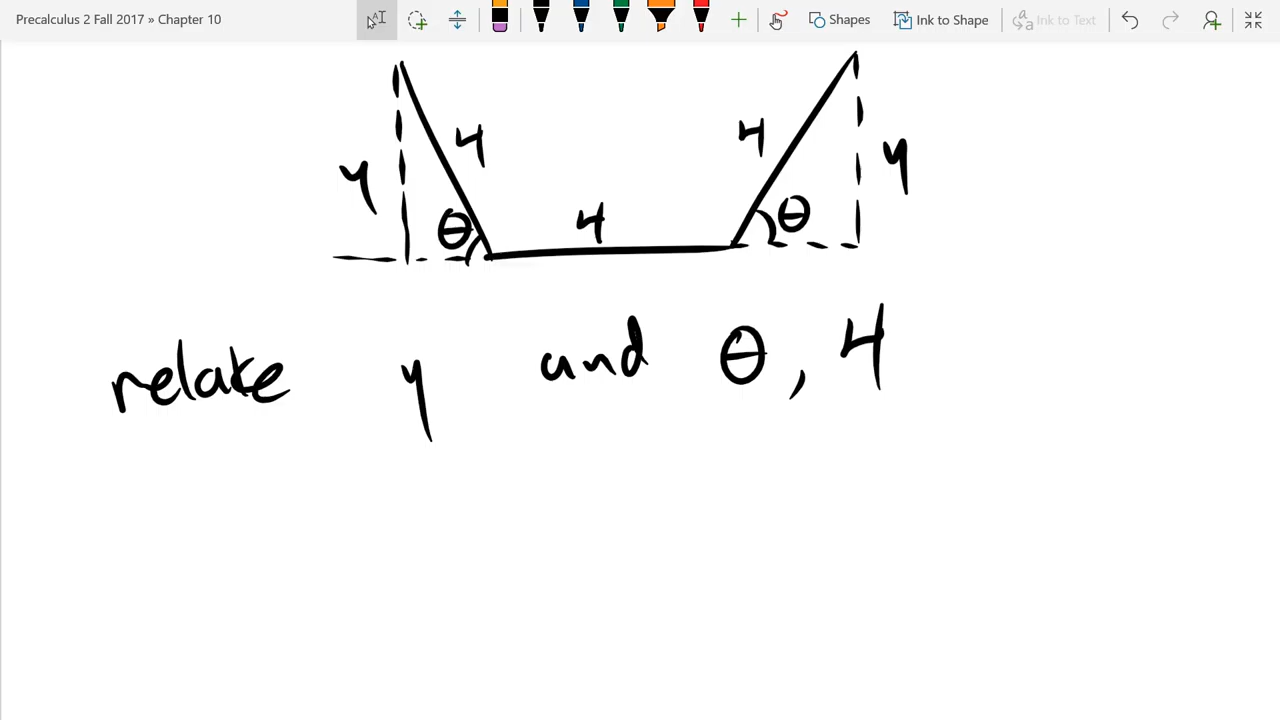 Precalculus 2 Fall 2017 » Chapter 10
Shapes
Ink to Shape
Ink to Text
y 4 4 y
θ 4 θ
relate y and θ, 4